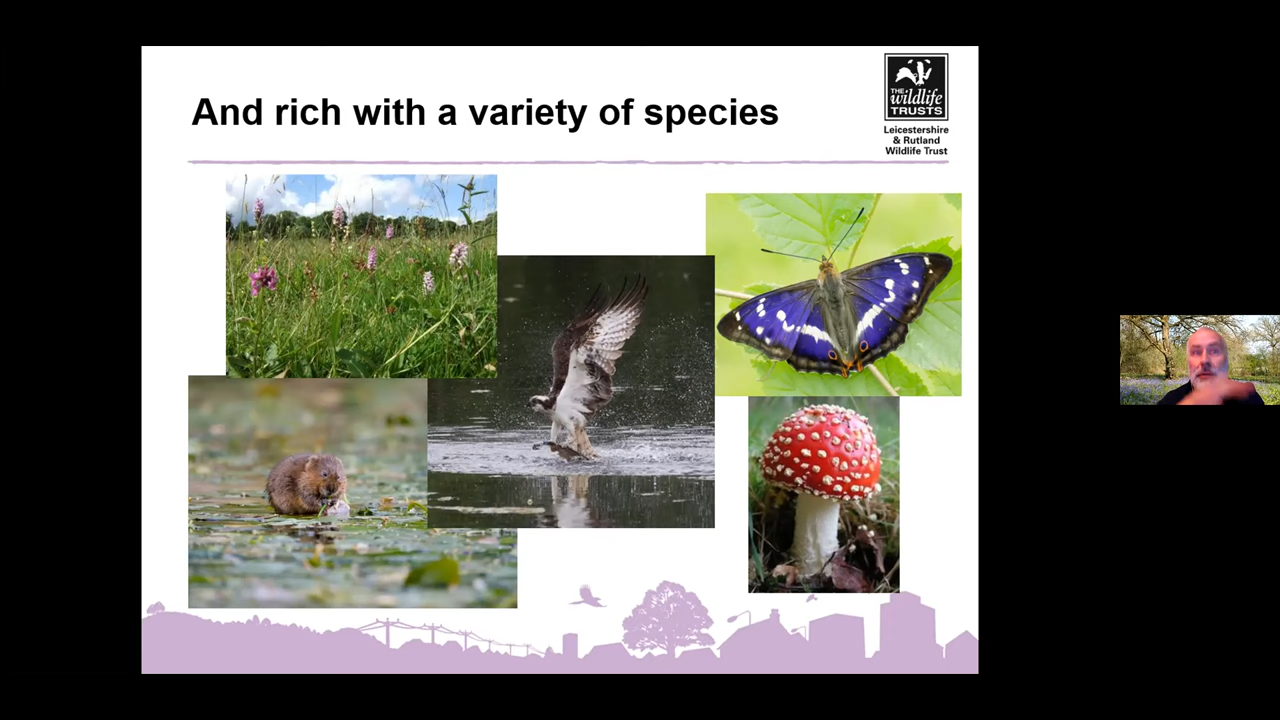 And rich with a variety of species
THE
wildlife
TRUSTS
Leicestershire
& Rutland
Wildlife Trust